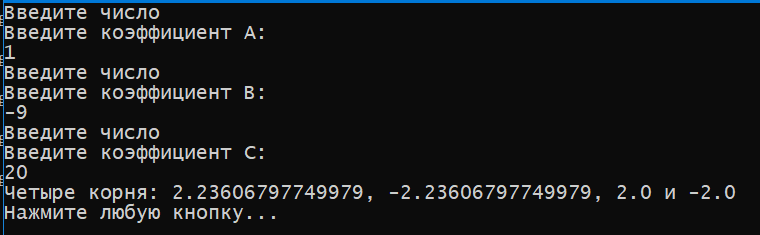 Введите число
Введите коэффициент A:
1
Введите число
Введите коэффициент B:
-9
Введите число
Введите коэффициент C:
20
Четыре корня: 2.23606797749979, -2.23606797749979, 2.0 и -2.0
Нажмите любую кнопку...